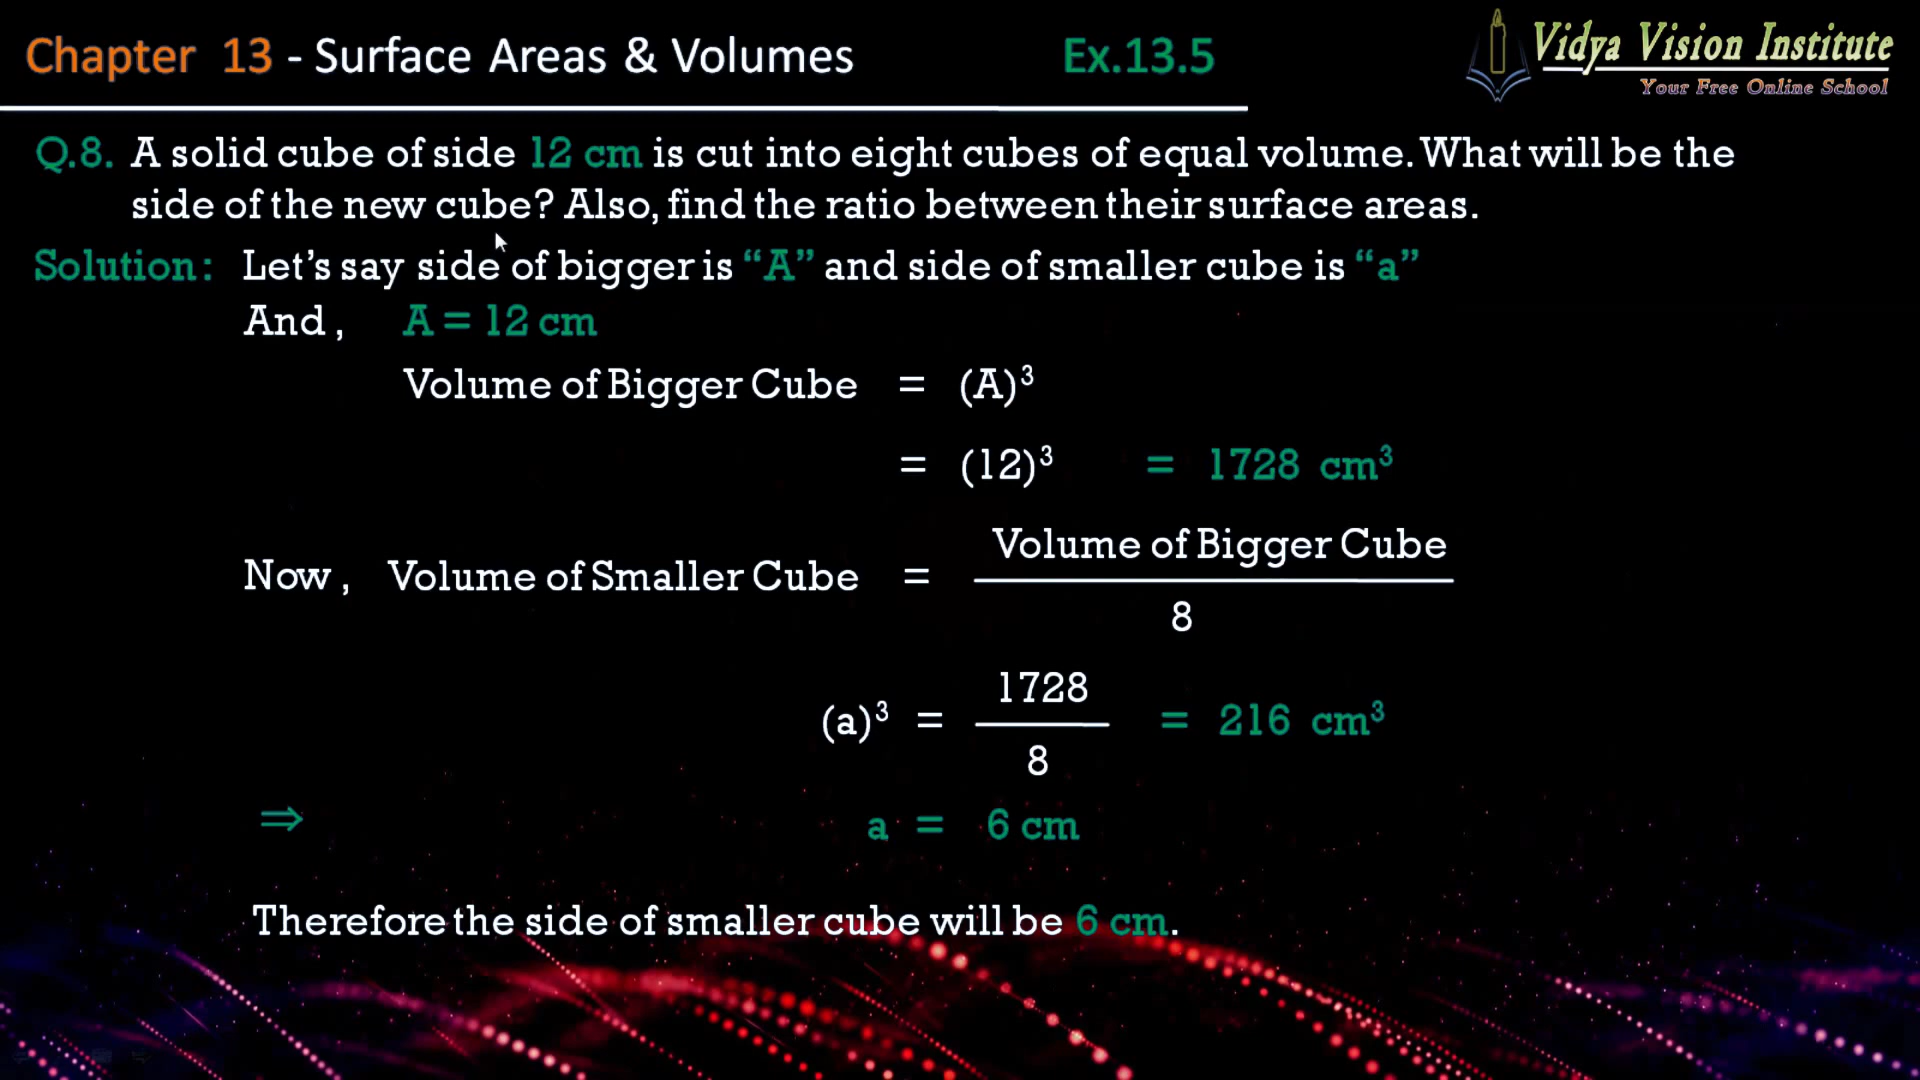 Chapter 13 - Surface Areas & Volumes Ex.13.5
Vidya Vision Institute
Your Free Online School
Q.8. A solid cube of side 12 cm is cut into eight cubes of equal volume. What will be the
side of the new cube? Also, find the ratio between their surface areas.
Solution: Let's say side of bigger is “A” and side of smaller cube is “a”
And , A = 12 cm
Volume of Bigger Cube = (A)³
= (12)³ = 1728 cm³
Now , Volume of Smaller Cube = Volume of Bigger Cube
8
(a)³ = 1728 = 216 cm³
8
⇒ a = 6 cm
Therefore the side of smaller cube will be 6 cm.